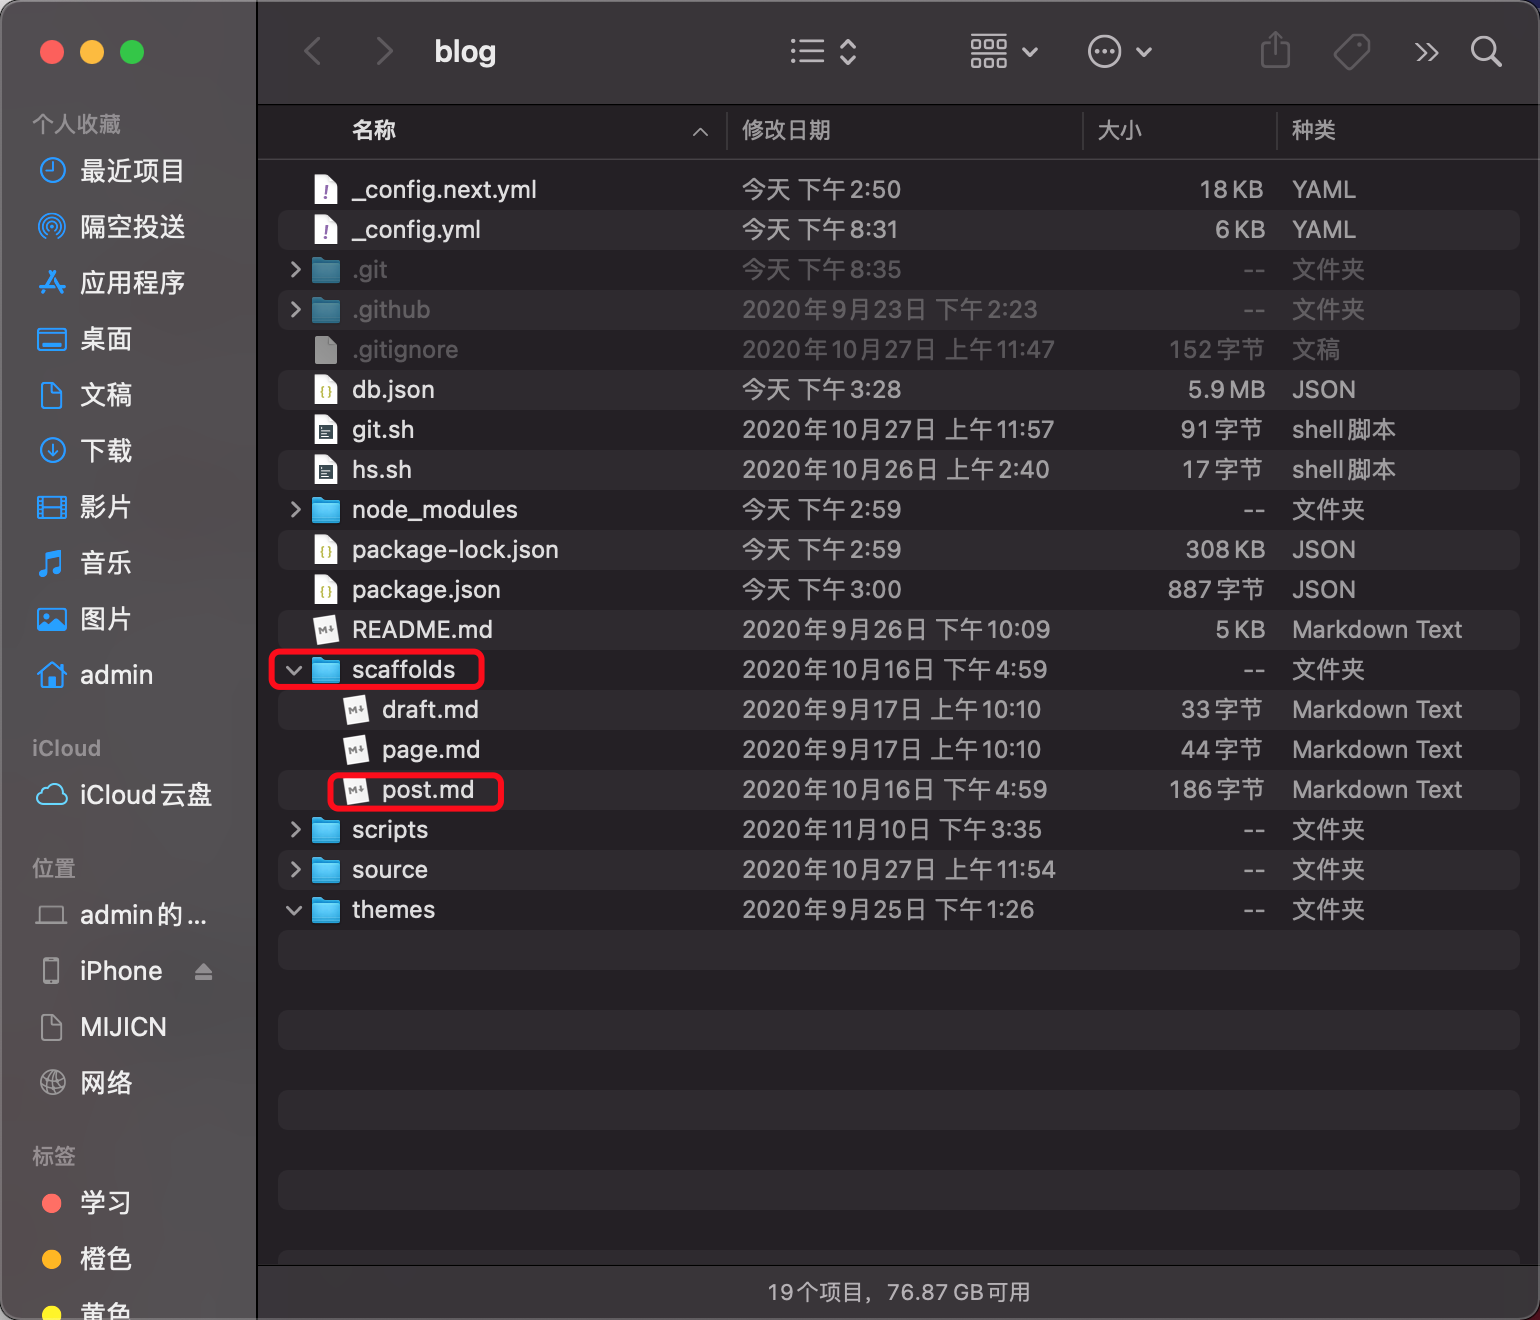 blog
个人收藏
最近项目
隔空投送
应用程序
桌面
文稿
下载
影片
音乐
图片
admin
iCloud
iCloud云盘
位置
admin的 ...
iPhone
MIJICN
网络
标签
学习
橙色
黄色
名称 修改日期 大小 种类
_config.next.yml 今天 下午2:50 18 KB YAML
_config.yml 今天 下午8:31 6 KB YAML
.git 今天 下午8:35 -- 文件夹
.github 2020年9月23日 下午2:23 -- 文件夹
.gitignore 2020年10月27日 上午11:47 152字节 文稿
db.json 今天 下午3:28 5.9 MB JSON
git.sh 2020年10月27日 上午11:57 91字节 shell脚本
hs.sh 2020年10月26日 上午2:40 17字节 shell脚本
node_modules 今天 下午2:59 -- 文件夹
package-lock.json 今天 下午2:59 308 KB JSON
package.json 今天 下午3:00 887字节 JSON
README.md 2020年9月26日 下午10:09 5 KB Markdown Text
scaffolds 2020年10月16日 下午4:59 -- 文件夹
draft.md 2020年9月17日 上午10:10 33字节 Markdown Text
page.md 2020年9月17日 上午10:10 44字节 Markdown Text
post.md 2020年10月16日 下午4:59 186字节 Markdown Text
scripts 2020年11月10日 下午3:35 -- 文件夹
source 2020年10月27日 上午11:54 -- 文件夹
themes 2020年9月25日 下午1:26 -- 文件夹
19个项目，76.87 GB可用